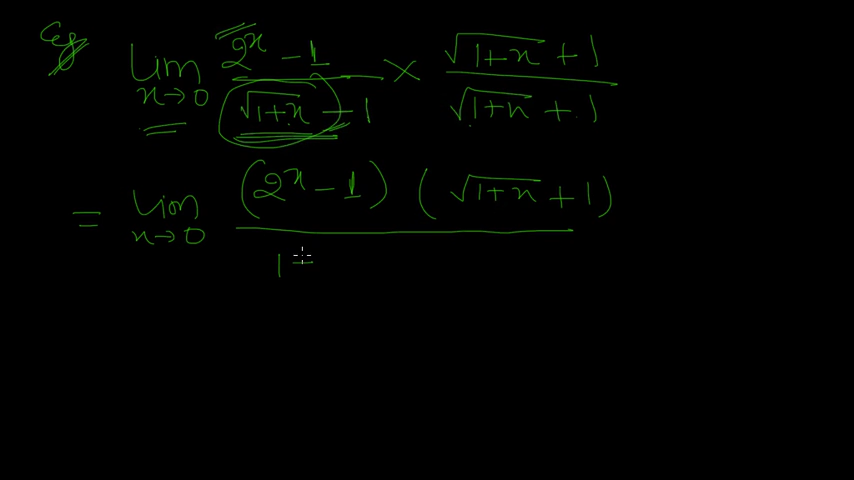 Eg lim x→0 (2^x - 1)/(√(1+x) - 1) × (√(1+x) + 1)/(√(1+x) + 1)
= lim x→0 ((2^x - 1) (√(1+x) + 1))/(1 +